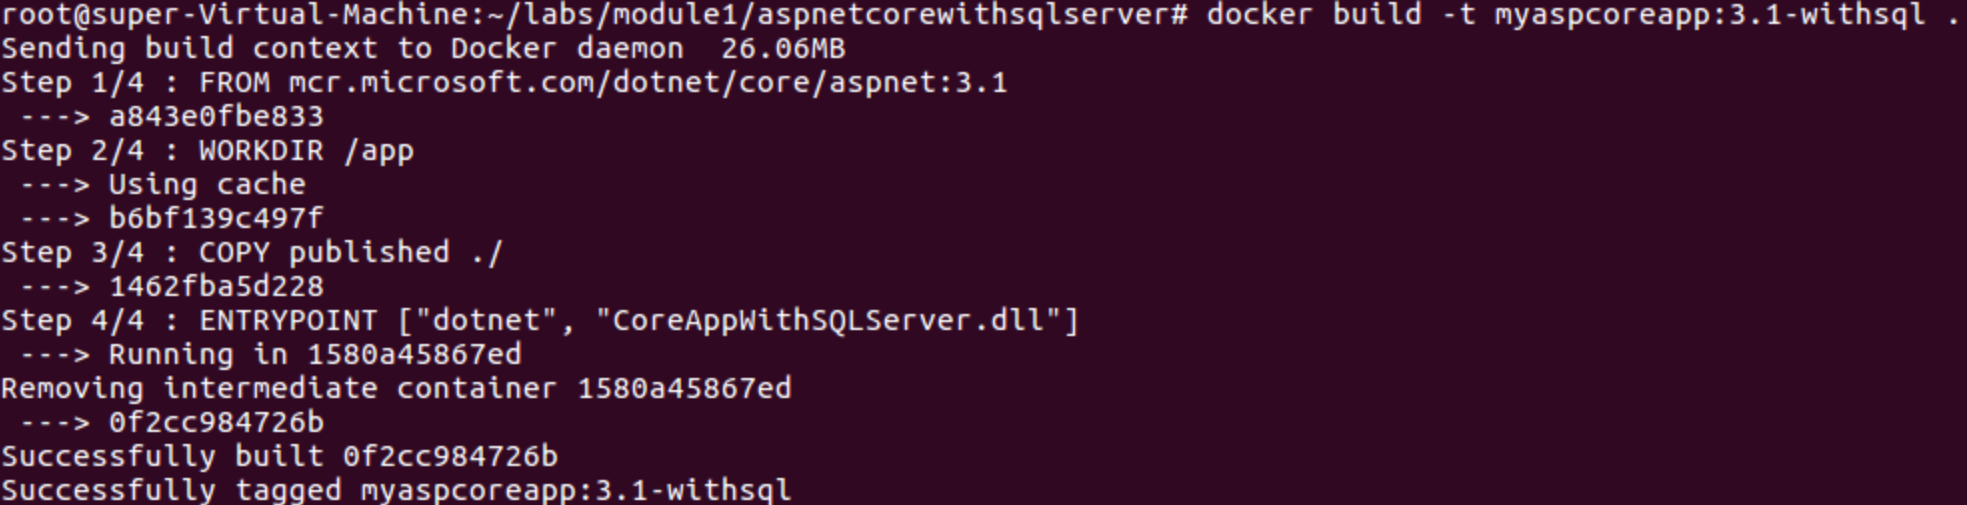 root@super-Virtual-Machine:~/labs/module1/aspnetcorewithsqlserver# docker build -t myaspcoreapp:3.1-withsql .
Sending build context to Docker daemon  26.06MB
Step 1/4 : FROM mcr.microsoft.com/dotnet/core/aspnet:3.1
 ---> a843e0fbe833
Step 2/4 : WORKDIR /app
 ---> Using cache
 ---> b6bf139c497f
Step 3/4 : COPY published ./
 ---> 1462fba5d228
Step 4/4 : ENTRYPOINT ["dotnet", "CoreAppWithSQLServer.dll"]
 ---> Running in 1580a45867ed
Removing intermediate container 1580a45867ed
 ---> 0f2cc984726b
Successfully built 0f2cc984726b
Successfully tagged myaspcoreapp:3.1-withsql